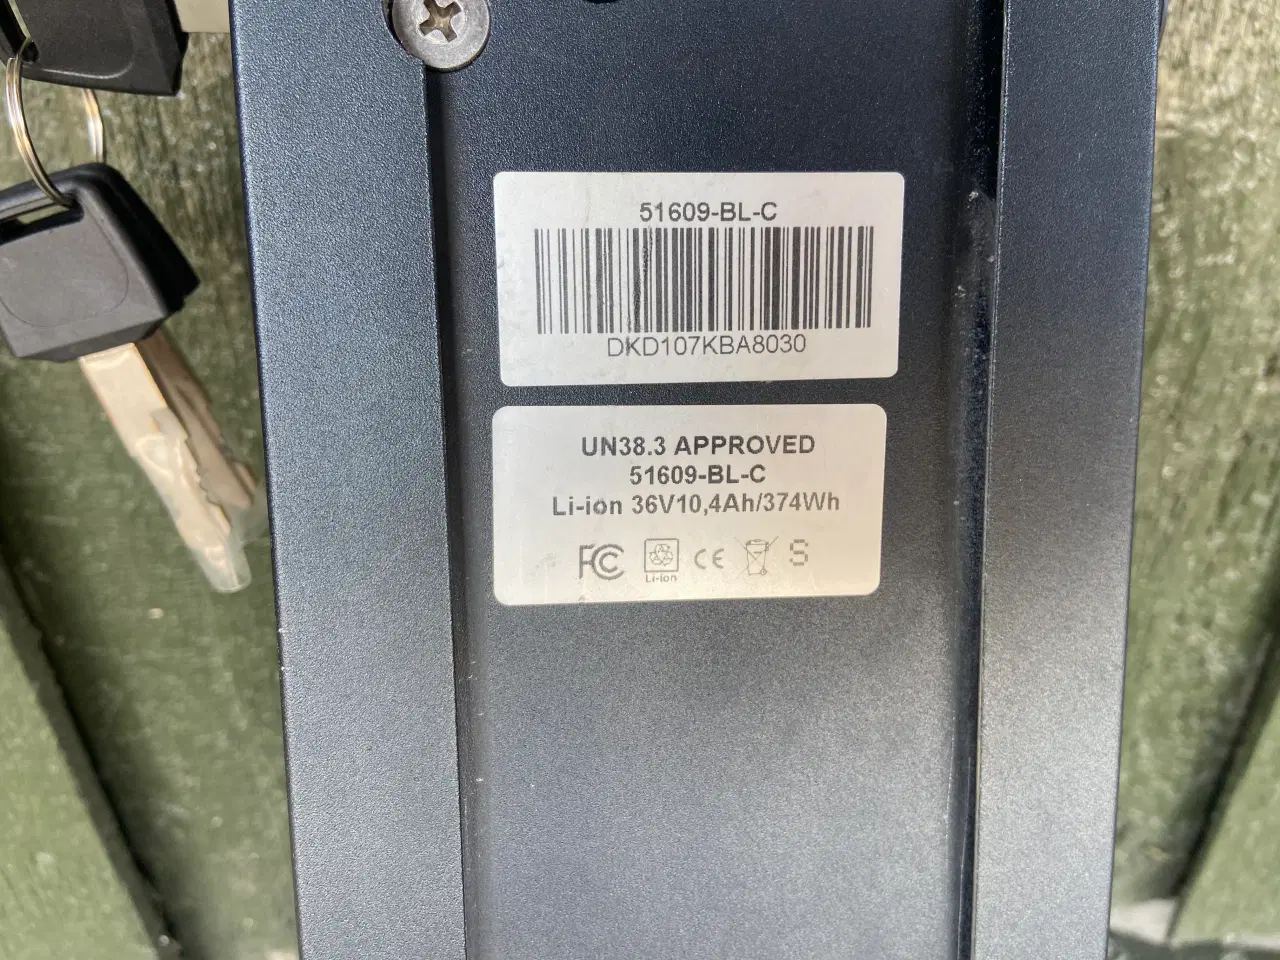 51609-BL-C
DKD107KBA8030
UN38.3 APPROVED
51609-BL-C
Li-ion 36V10,4Ah/374Wh
FC Li-ion CE S